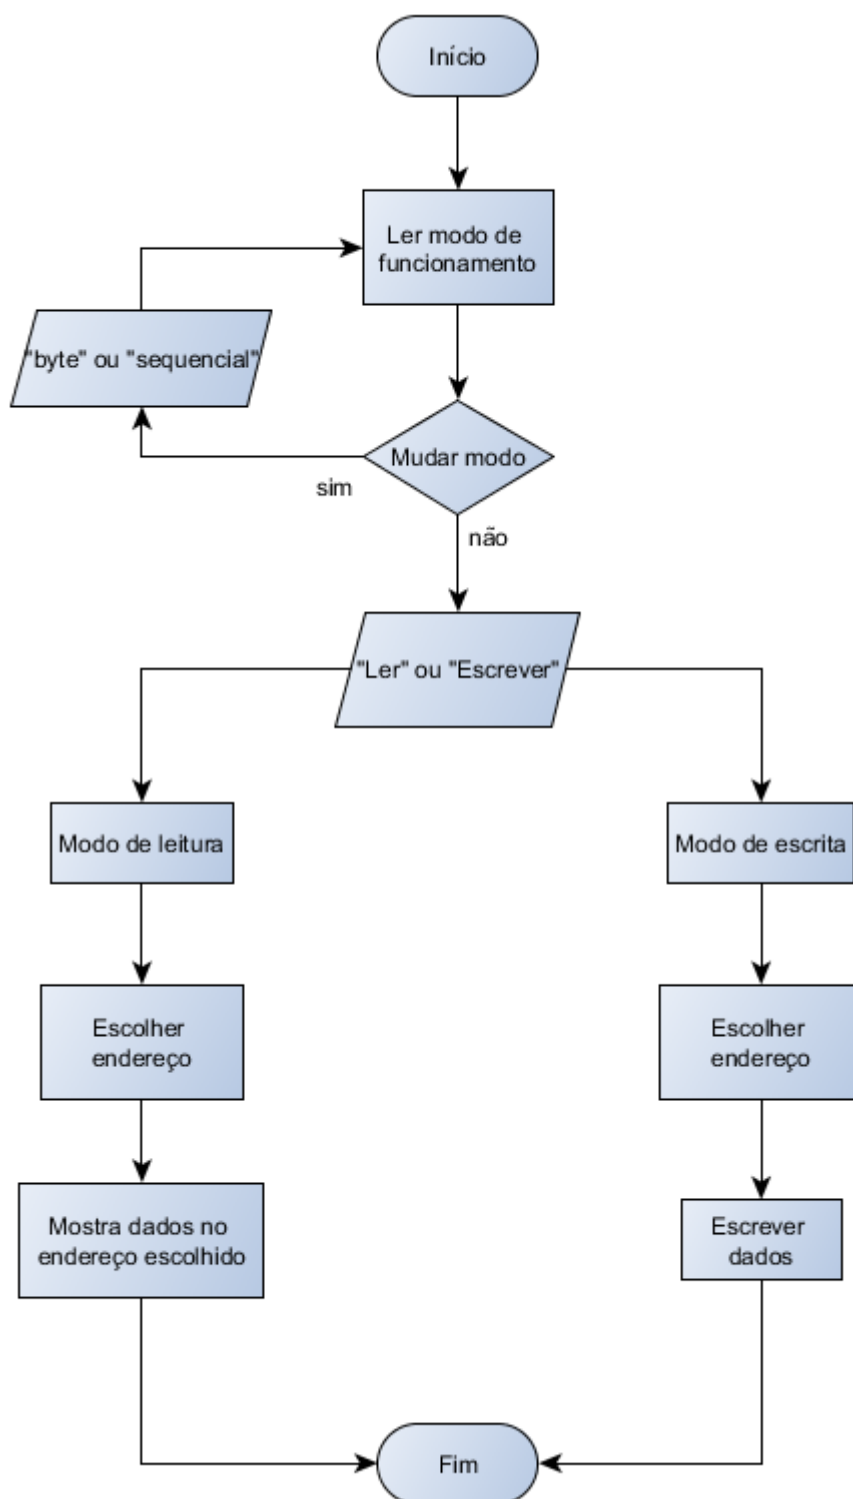 Início
Ler modo de
funcionamento
"byte" ou "sequencial"
Mudar modo
sim
não
"Ler" ou "Escrever"
Modo de leitura
Modo de escrita
Escolher
endereço
Escolher
endereço
Mostra dados no
endereço escolhido
Escrever
dados
Fim